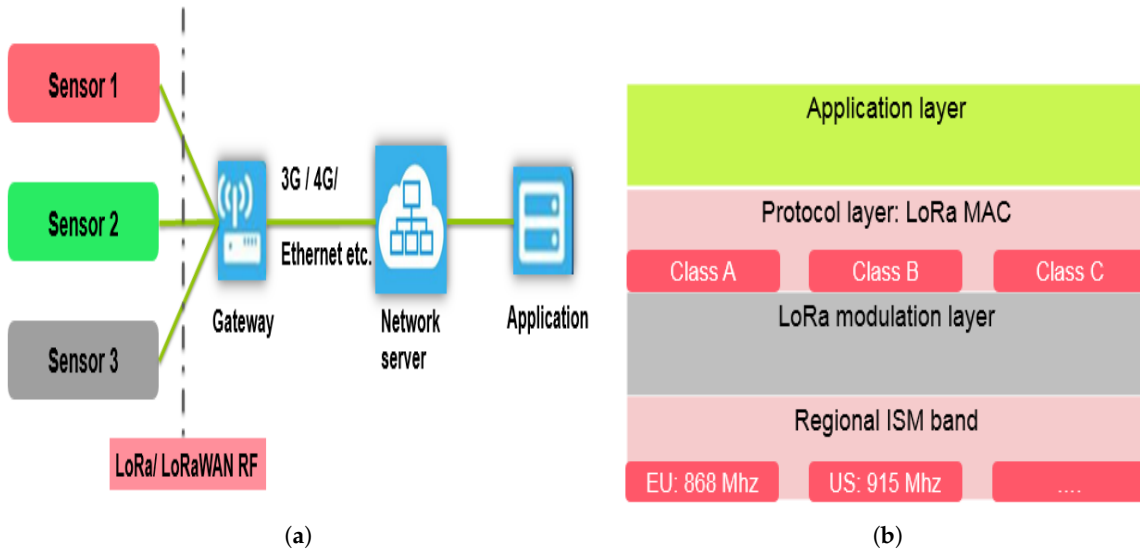 Sensor 1
Sensor 2
Sensor 3
LoRa/ LoRaWAN RF
Gateway
3G / 4G/
Ethernet etc.
Network
server
Application
(a)
Application layer
Protocol layer: LoRa MAC
Class A
Class B
Class C
LoRa modulation layer
Regional ISM band
EU: 868 Mhz
US: 915 Mhz
....
(b)